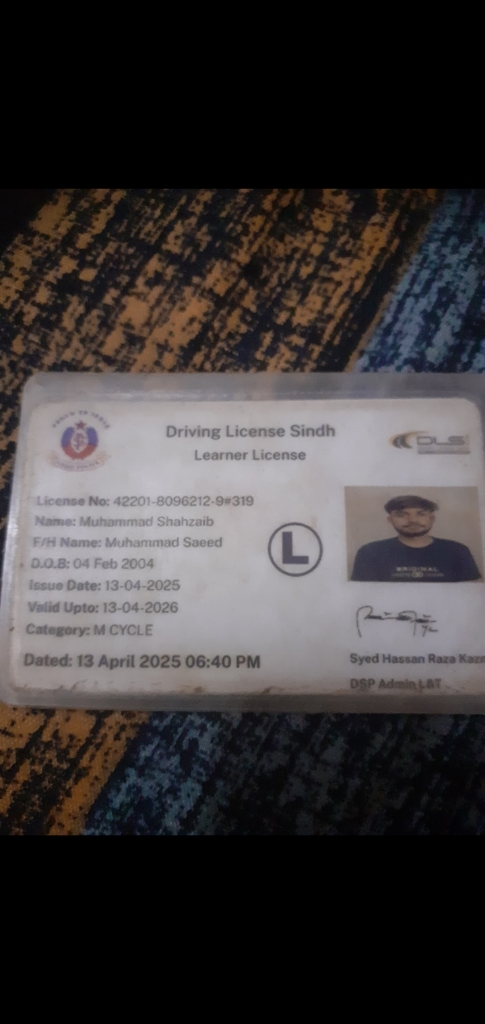 Driving License Sindh
Learner License
DLS
License No: 42201-8096212-9#319
Name: Muhammad Shahzaib
F/H Name: Muhammad Saeed
D.O.B: 04 Feb 2004
Issue Date: 13-04-2025
Valid Upto: 13-04-2026
Category: M CYCLE
L
Dated: 13 April 2025 06:40 PM
ORIGINAL
Syed Hassan Raza
DSP Admin L&T